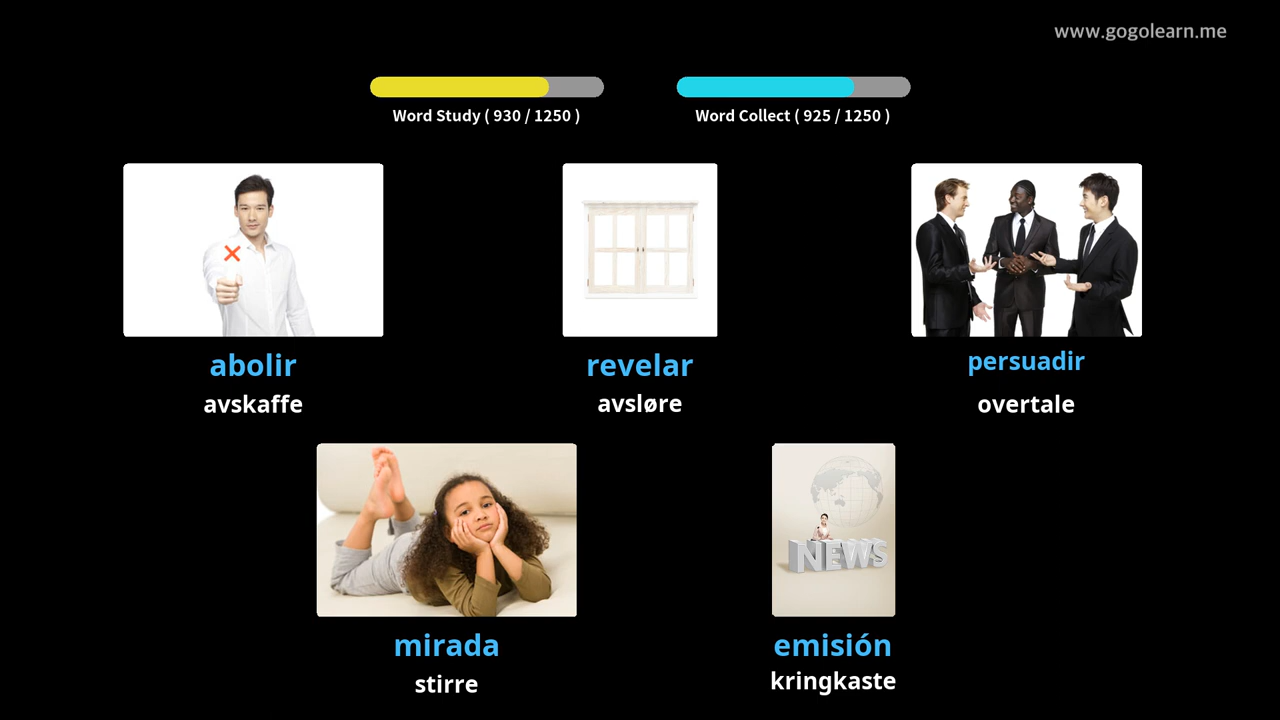 www.gogolearn.me
Word Study ( 930 / 1250 )
Word Collect ( 925 / 1250 )
abolir
avskaffe
revelar
avsløre
persuadir
overtale
NEWS
mirada
stirre
emisión
kringkaste